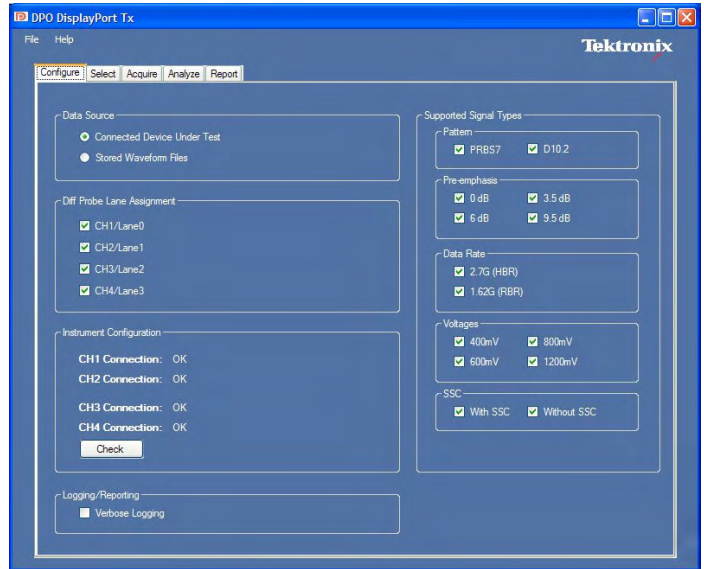 DPO DisplayPort Tx
File Help
Tektronix
Configure Select Acquire Analyze Report
Data Source
Connected Device Under Test
Stored Waveform Files
Diff Probe Lane Assignment
CH1/Lane0
CH2/Lane1
CH3/Lane2
CH4/Lane3
Instrument Configuration
CH1 Connection: OK
CH2 Connection: OK
CH3 Connection: OK
CH4 Connection: OK
Check
Logging/Reporting
Verbose Logging
Supported Signal Types
Pattern
PRBS7 D10.2
Pre-emphasis
0 dB 3.5 dB
6 dB 9.5 dB
Data Rate
2.7G (HBR)
1.62G (RBR)
Voltages
400mV 800mV
600mV 1200mV
SSC
With SSC Without SSC